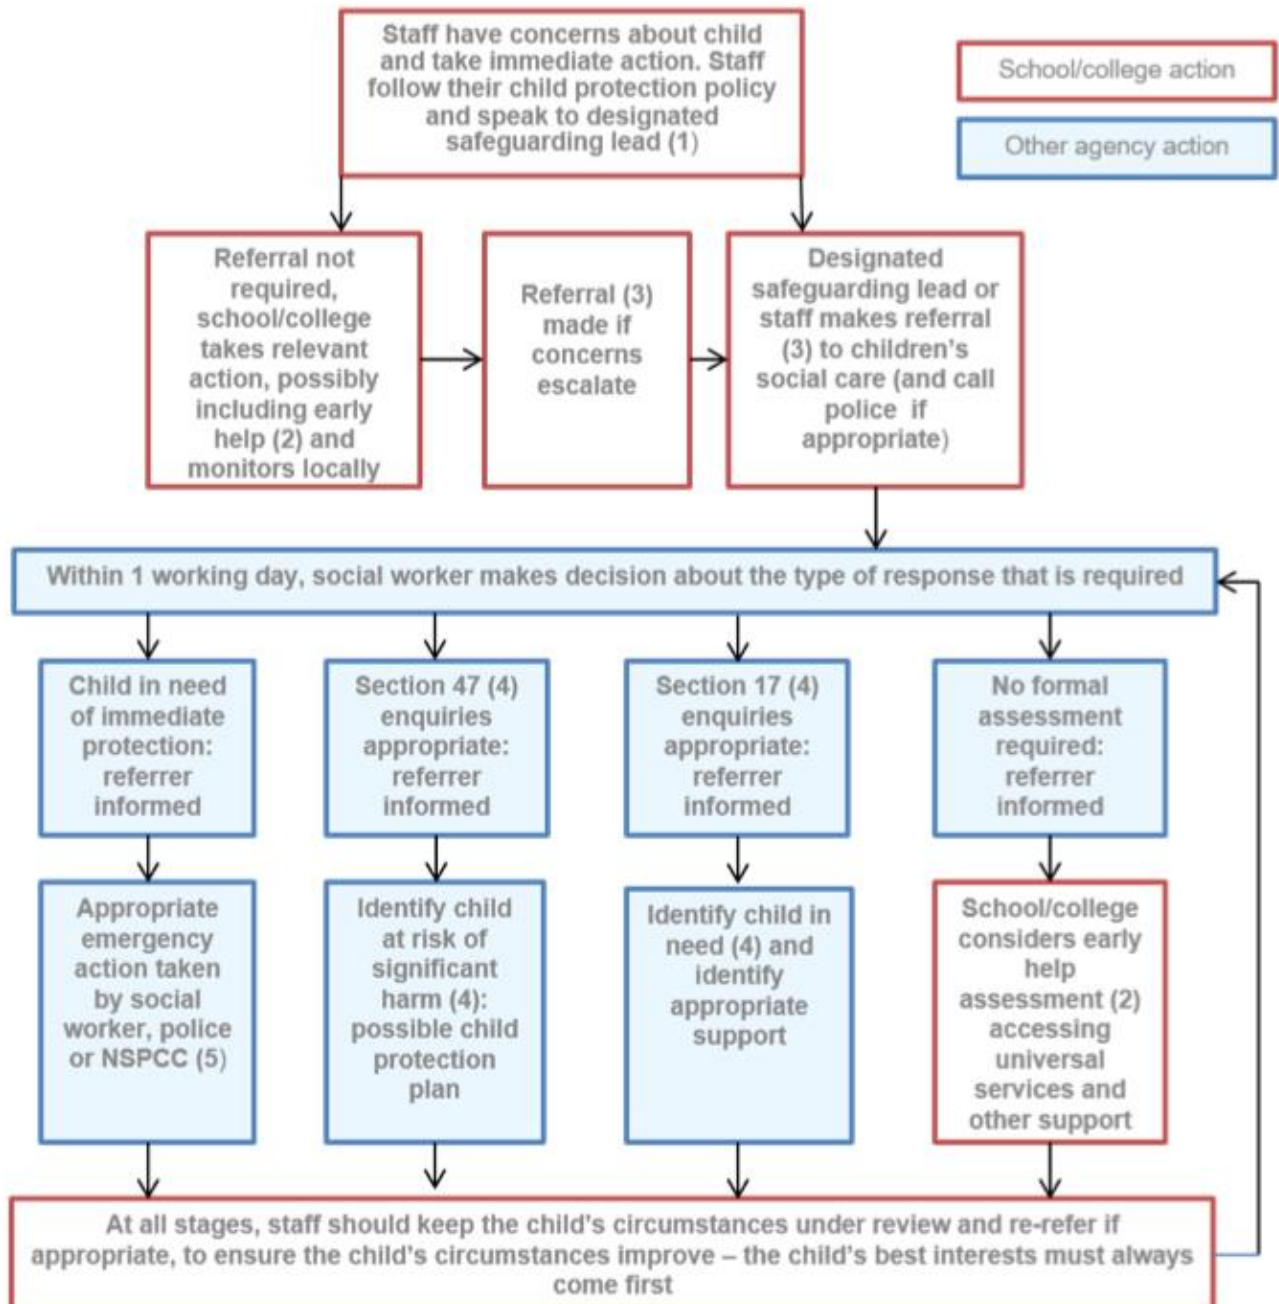 Staff have concerns about child
and take immediate action. Staff
follow their child protection policy
and speak to designated
safeguarding lead (1)
School/college action
Other agency action
Referral not
required,
school/college
takes relevant
action, possibly
including early
help (2) and
monitors locally
Referral (3)
made if
concerns
escalate
Designated
safeguarding lead or
staff makes referral
(3) to children’s
social care (and call
police if
appropriate)
Within 1 working day, social worker makes decision about the type of response that is required
Child in need
of immediate
protection:
referrer
informed
Section 47 (4)
enquiries
appropriate:
referrer
informed
Section 17 (4)
enquiries
appropriate:
referrer
informed
No formal
assessment
required:
referrer
informed
Appropriate
emergency
action taken
by social
worker, police
or NSPCC (5)
Identify child
at risk of
significant
harm (4):
possible child
protection
plan
Identify child in
need (4) and
identify
appropriate
support
School/college
considers early
help
assessment (2)
accessing
universal
services and
other support
At all stages, staff should keep the child’s circumstances under review and re-refer if
appropriate, to ensure the child’s circumstances improve – the child’s best interests must always
come first